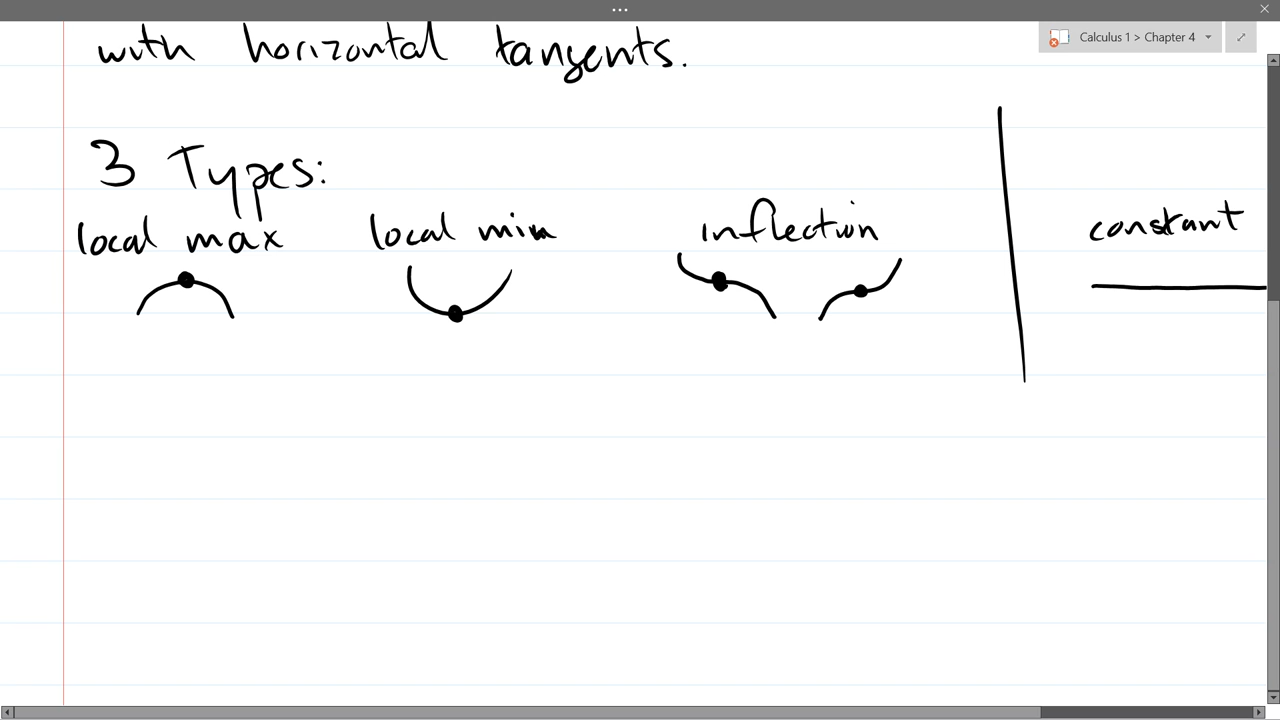 Calculus 1 > Chapter 4
with horizontal tangents.
3 Types:
local max local min inflection constant